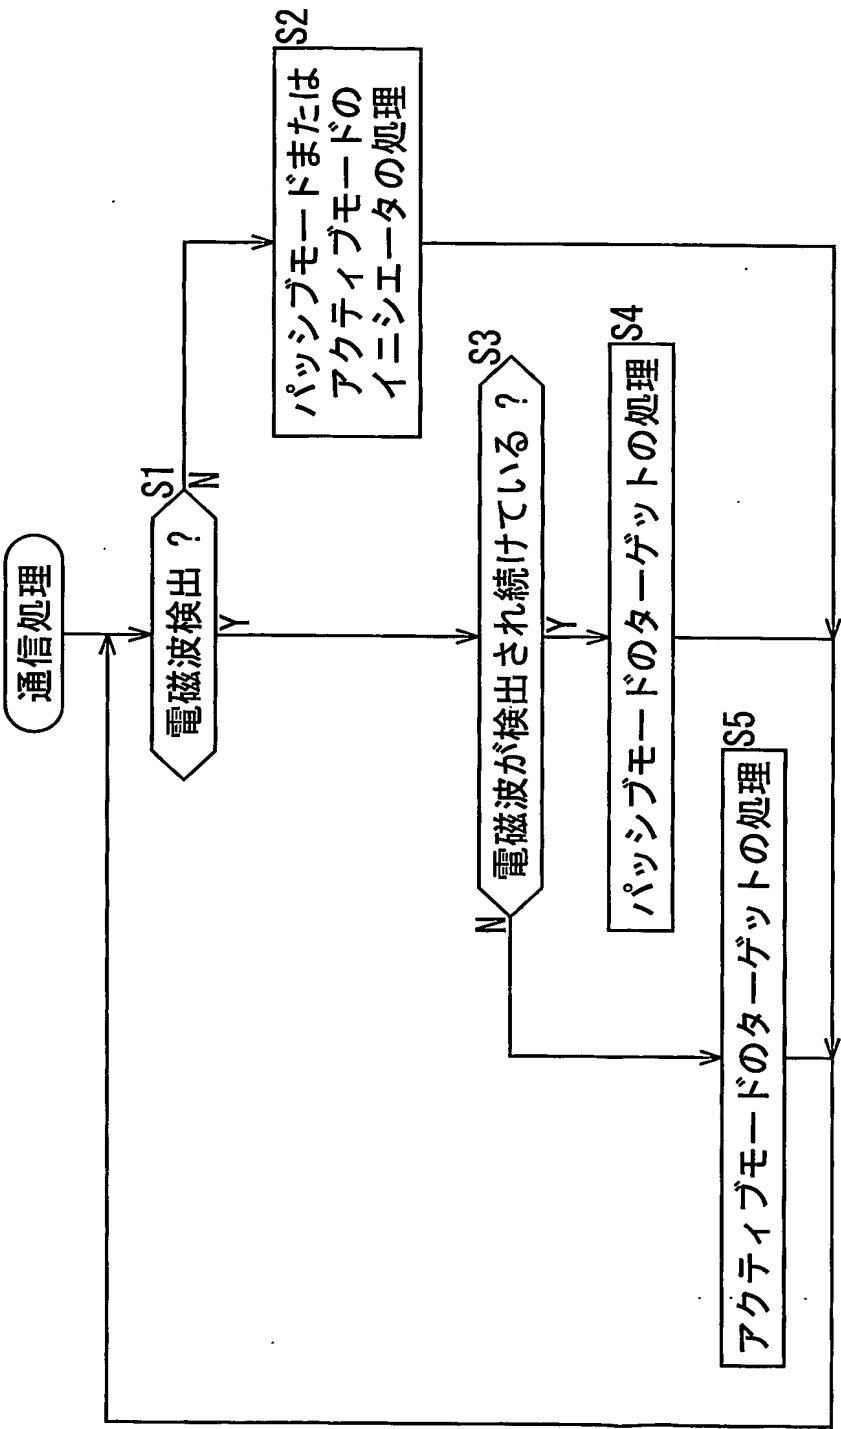 通信処理
電磁波検出 ?
S1
N
Y
パッシブモードまたは
アクティブモードの
イニシエータの処理
S2
電磁波が検出され続けている ?
S3
N
Y
パッシブモードのターゲットの処理
S4
アクティブモードのターゲットの処理
S5